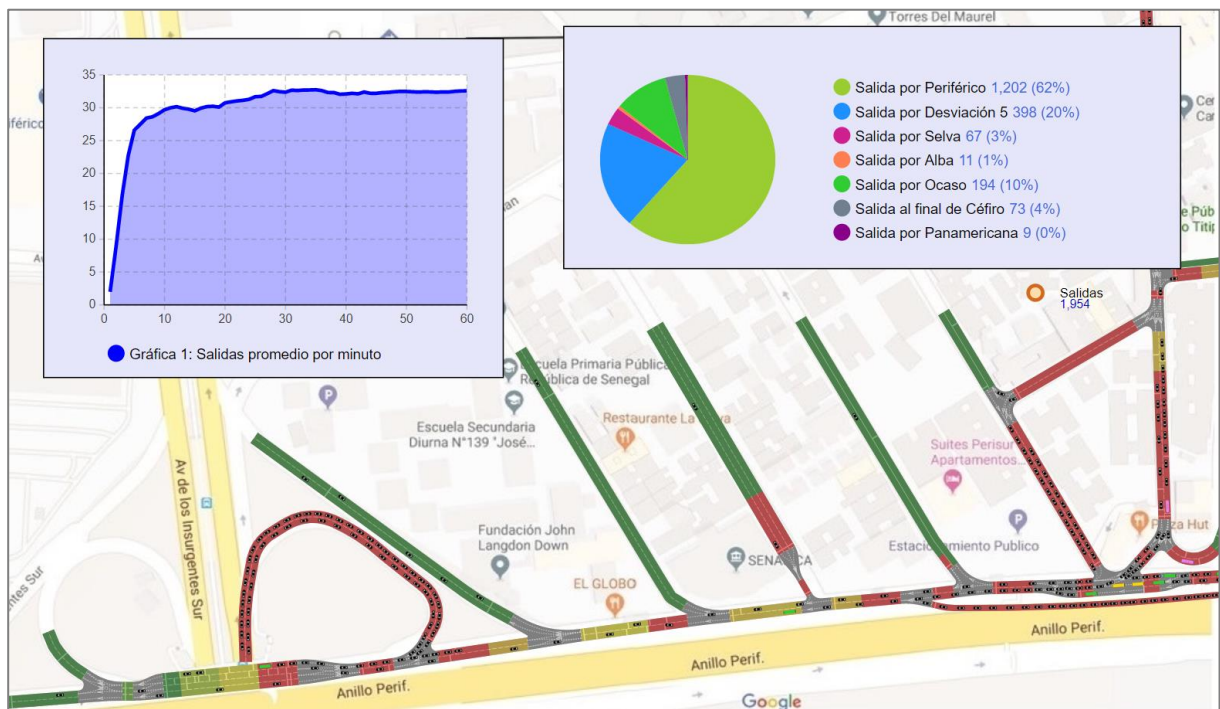 Torres Del Maurel
35
30
25
20
15
10
5
0
0
10
20
30
40
50
60
Gráfica 1: Salidas promedio por minuto
Salida por Periférico 1,202 (62%)
Salida por Desviación 5 398 (20%)
Salida por Selva 67 (3%)
Salida por Alba 11 (1%)
Salida por Ocaso 194 (10%)
Salida al final de Céfiro 73 (4%)
Salida por Panamericana 9 (0%)
Salidas
1,954
Escuela Primaria Pública
República de Senegal
Escuela Secundaria
Diurna N°139 "José...
Restaurante La
Suites Perisur
Apartamentos...
Av de los Insurgentes Sur
Fundación John
Langdon Down
EL GLOBO
Estacionamiento Publico
Pizza Hut
Anillo Perif.
Anillo Perif.
Anillo Perif.
Google